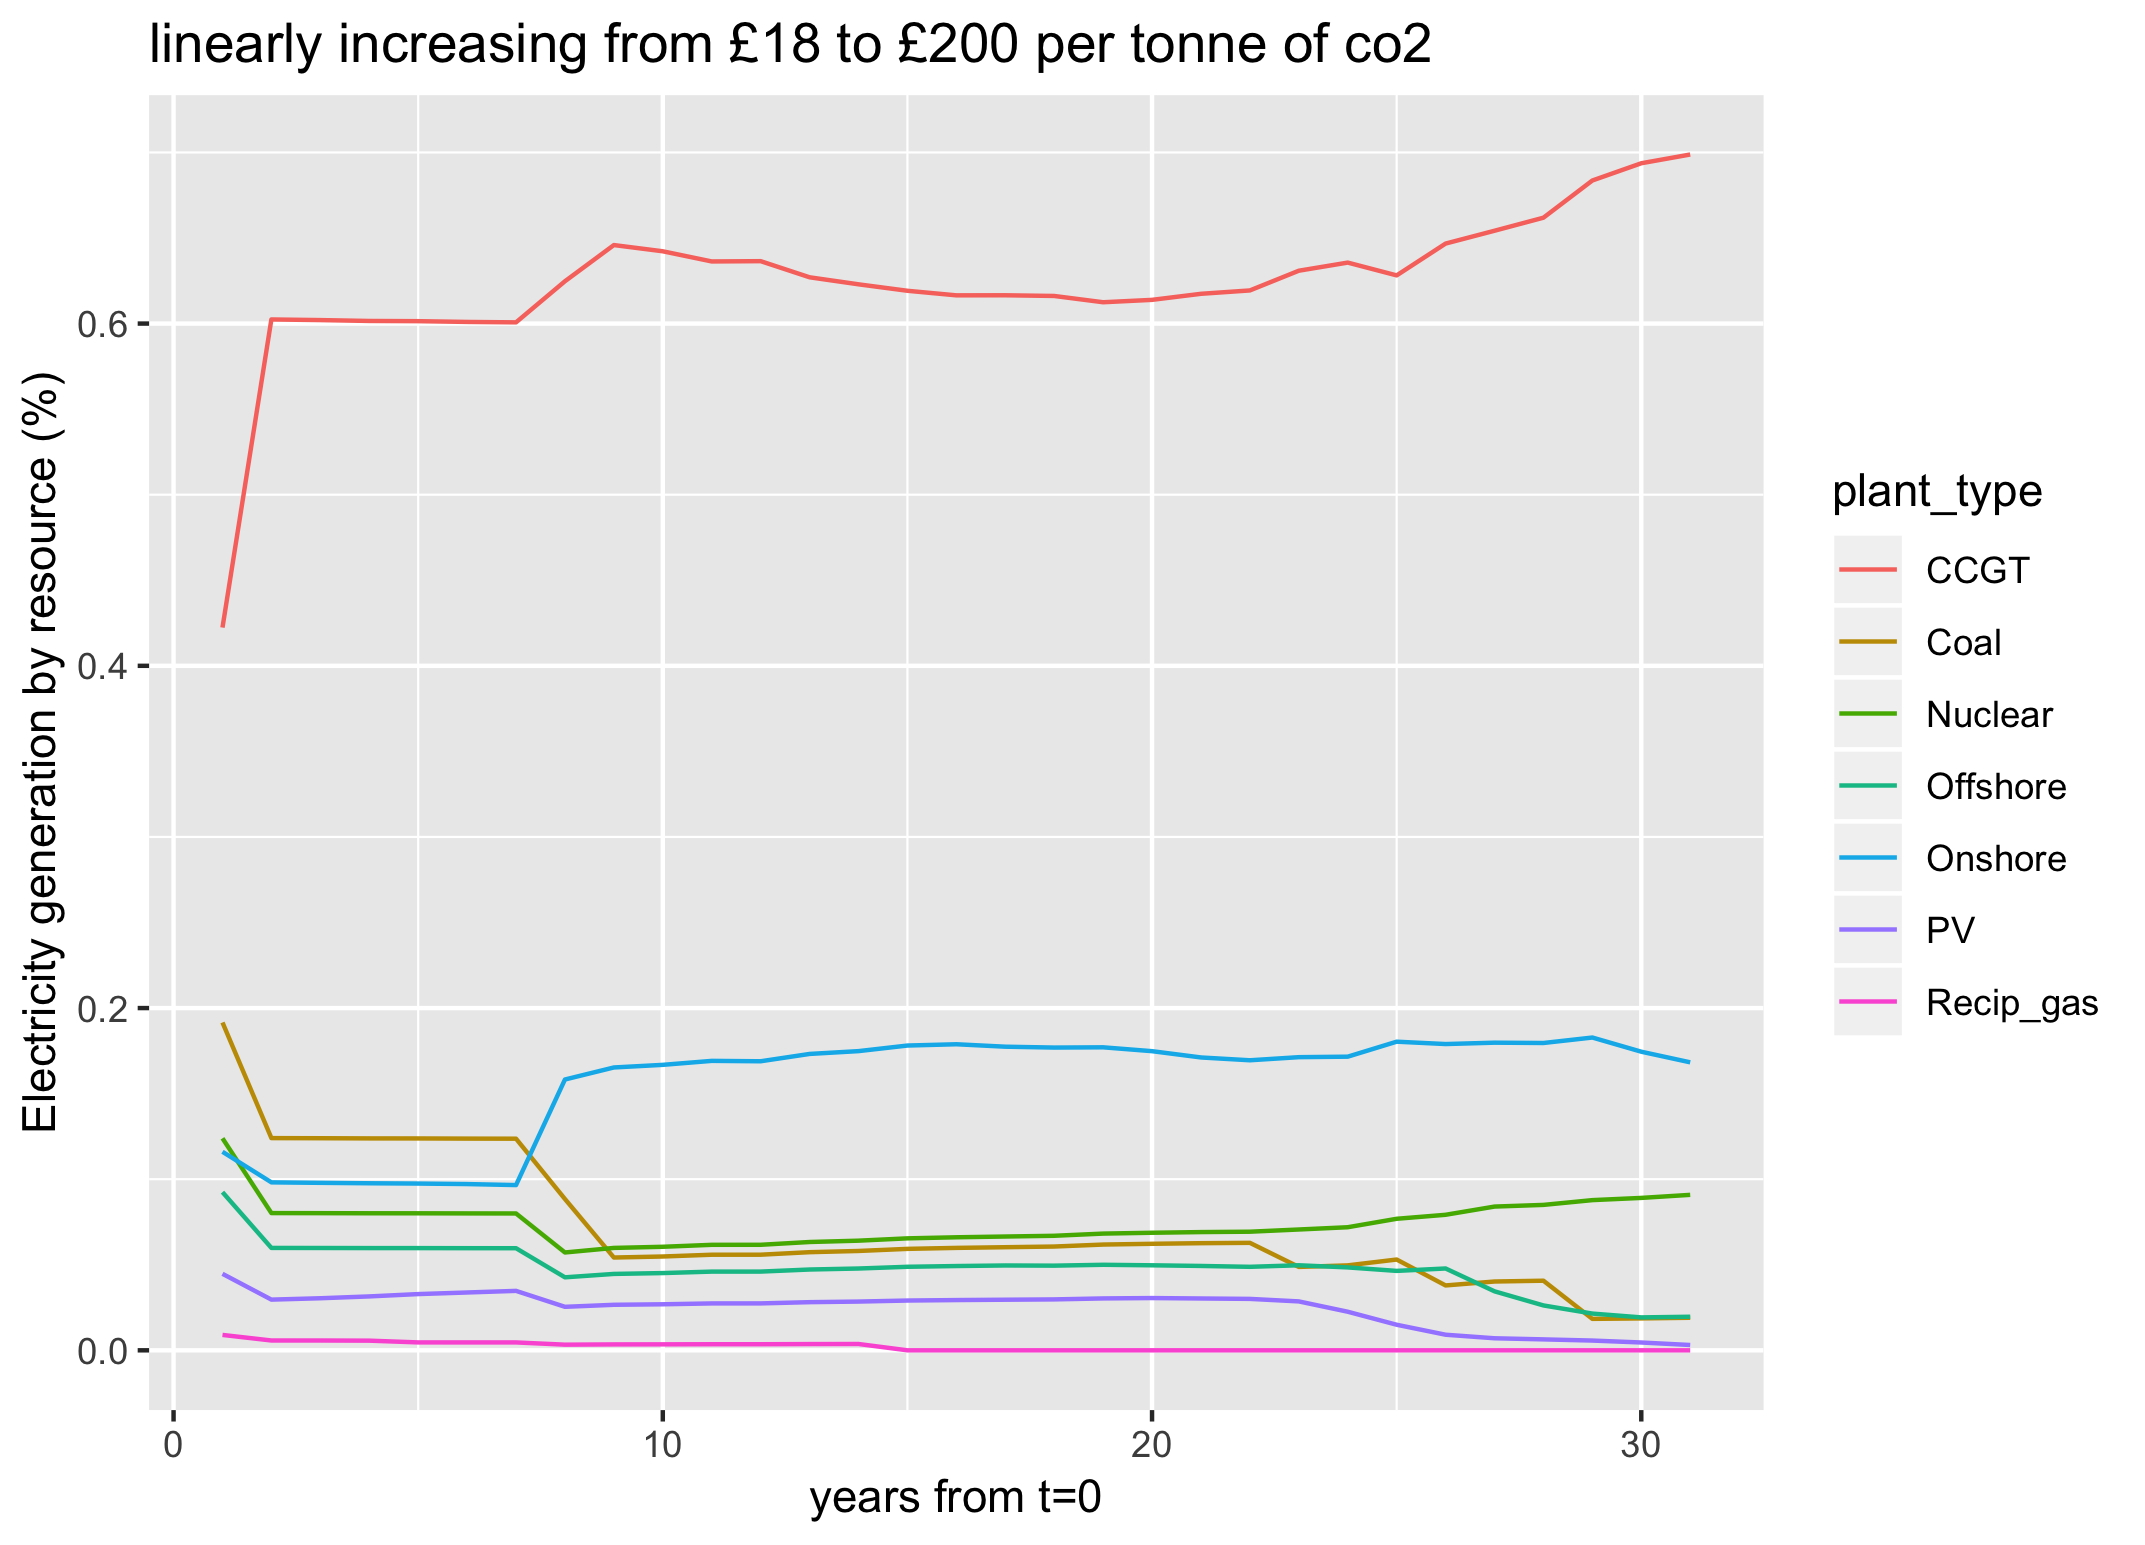 linearly increasing from £18 to £200 per tonne of co2
Electricity generation by resource (%)
0.6
0.4
0.2
0.0
0
10
20
30
years from t=0
plant_type
CCGT
Coal
Nuclear
Offshore
Onshore
PV
Recip_gas